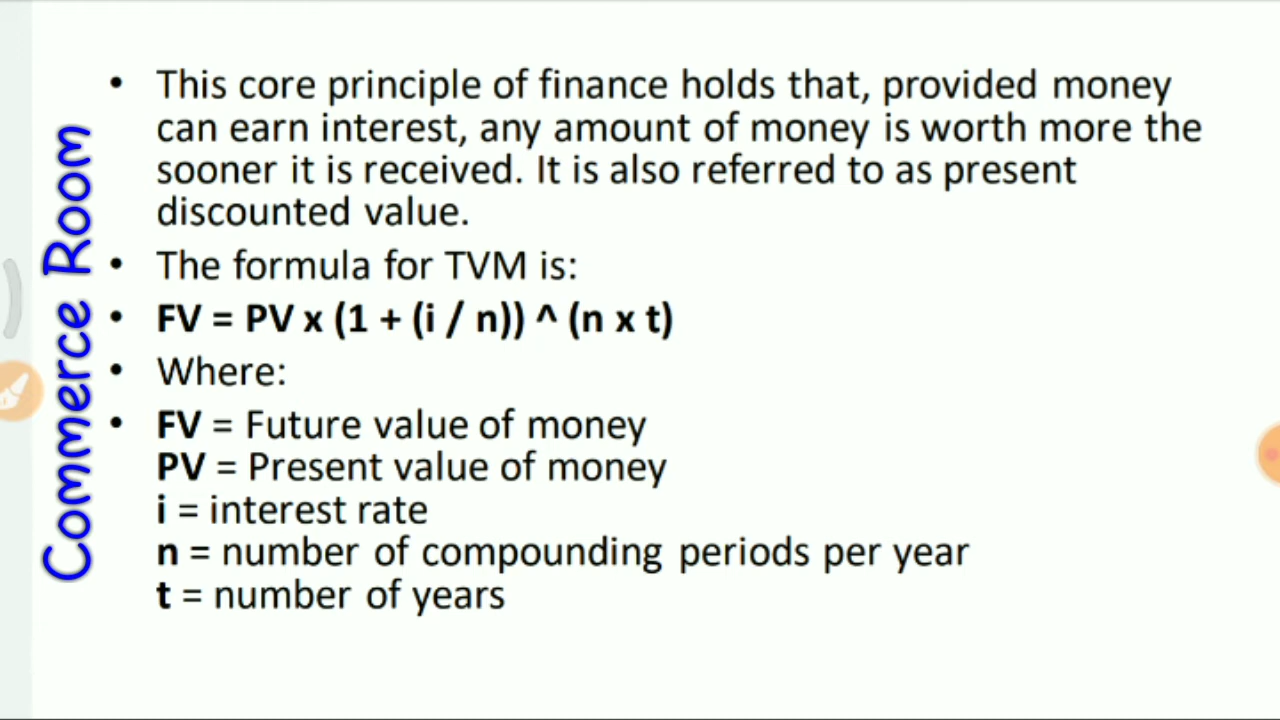 Commerce Room
• This core principle of finance holds that, provided money
can earn interest, any amount of money is worth more the
sooner it is received. It is also referred to as present
discounted value.
• The formula for TVM is:
• FV = PV x (1 + (i / n)) ^ (n x t)
• Where:
• FV = Future value of money
PV = Present value of money
i = interest rate
n = number of compounding periods per year
t = number of years